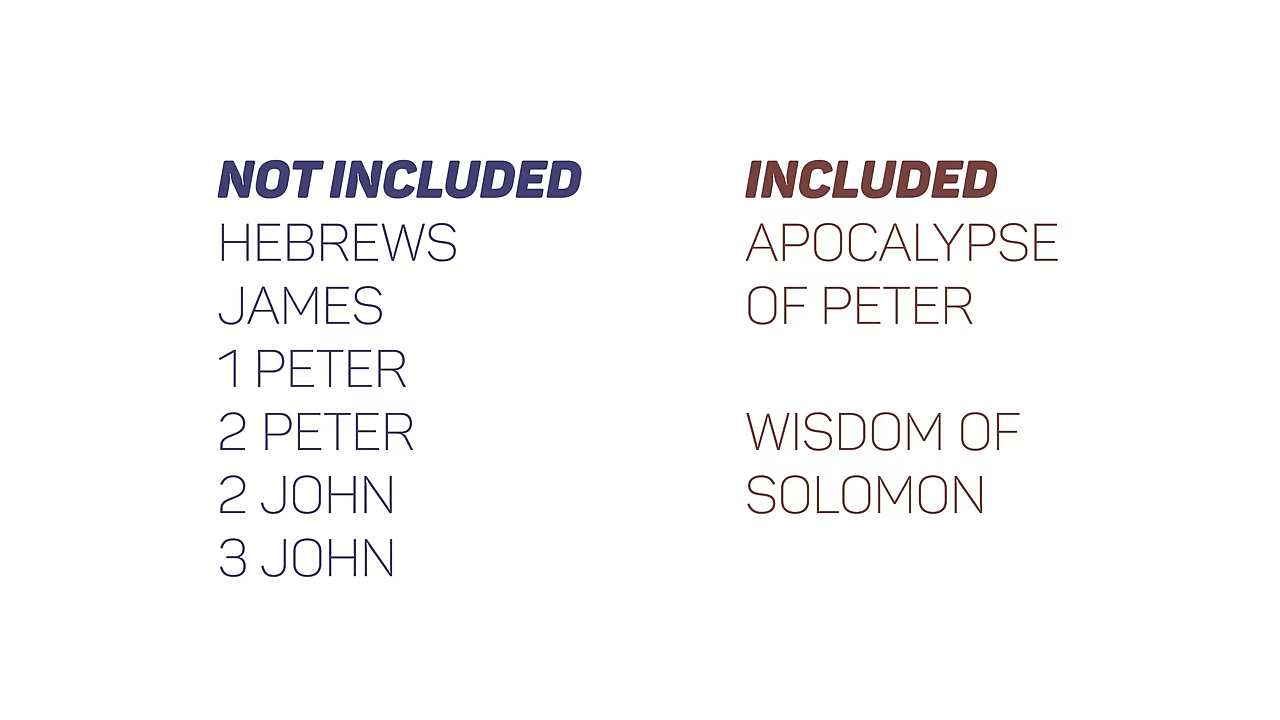 NOT INCLUDED
HEBREWS
JAMES
1 PETER
2 PETER
2 JOHN
3 JOHN
INCLUDED
APOCALYPSE
OF PETER
WISDOM OF
SOLOMON